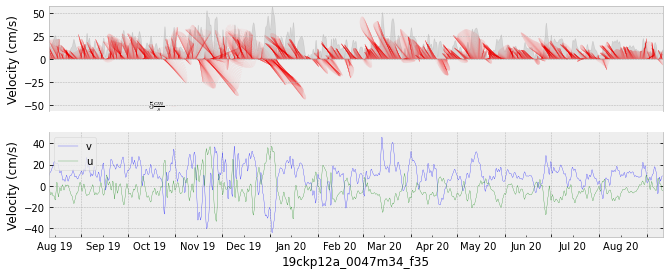 Velocity (cm/s)
50
25
0
−25
−50
5 cm/s
Velocity (cm/s)
40
20
0
−20
−40
v
u
Aug 19 Sep 19 Oct 19 Nov 19 Dec 19 Jan 20 Feb 20 Mar 20 Apr 20 May 20 Jun 20 Jul 20 Aug 20
19ckp12a_0047m34_f35